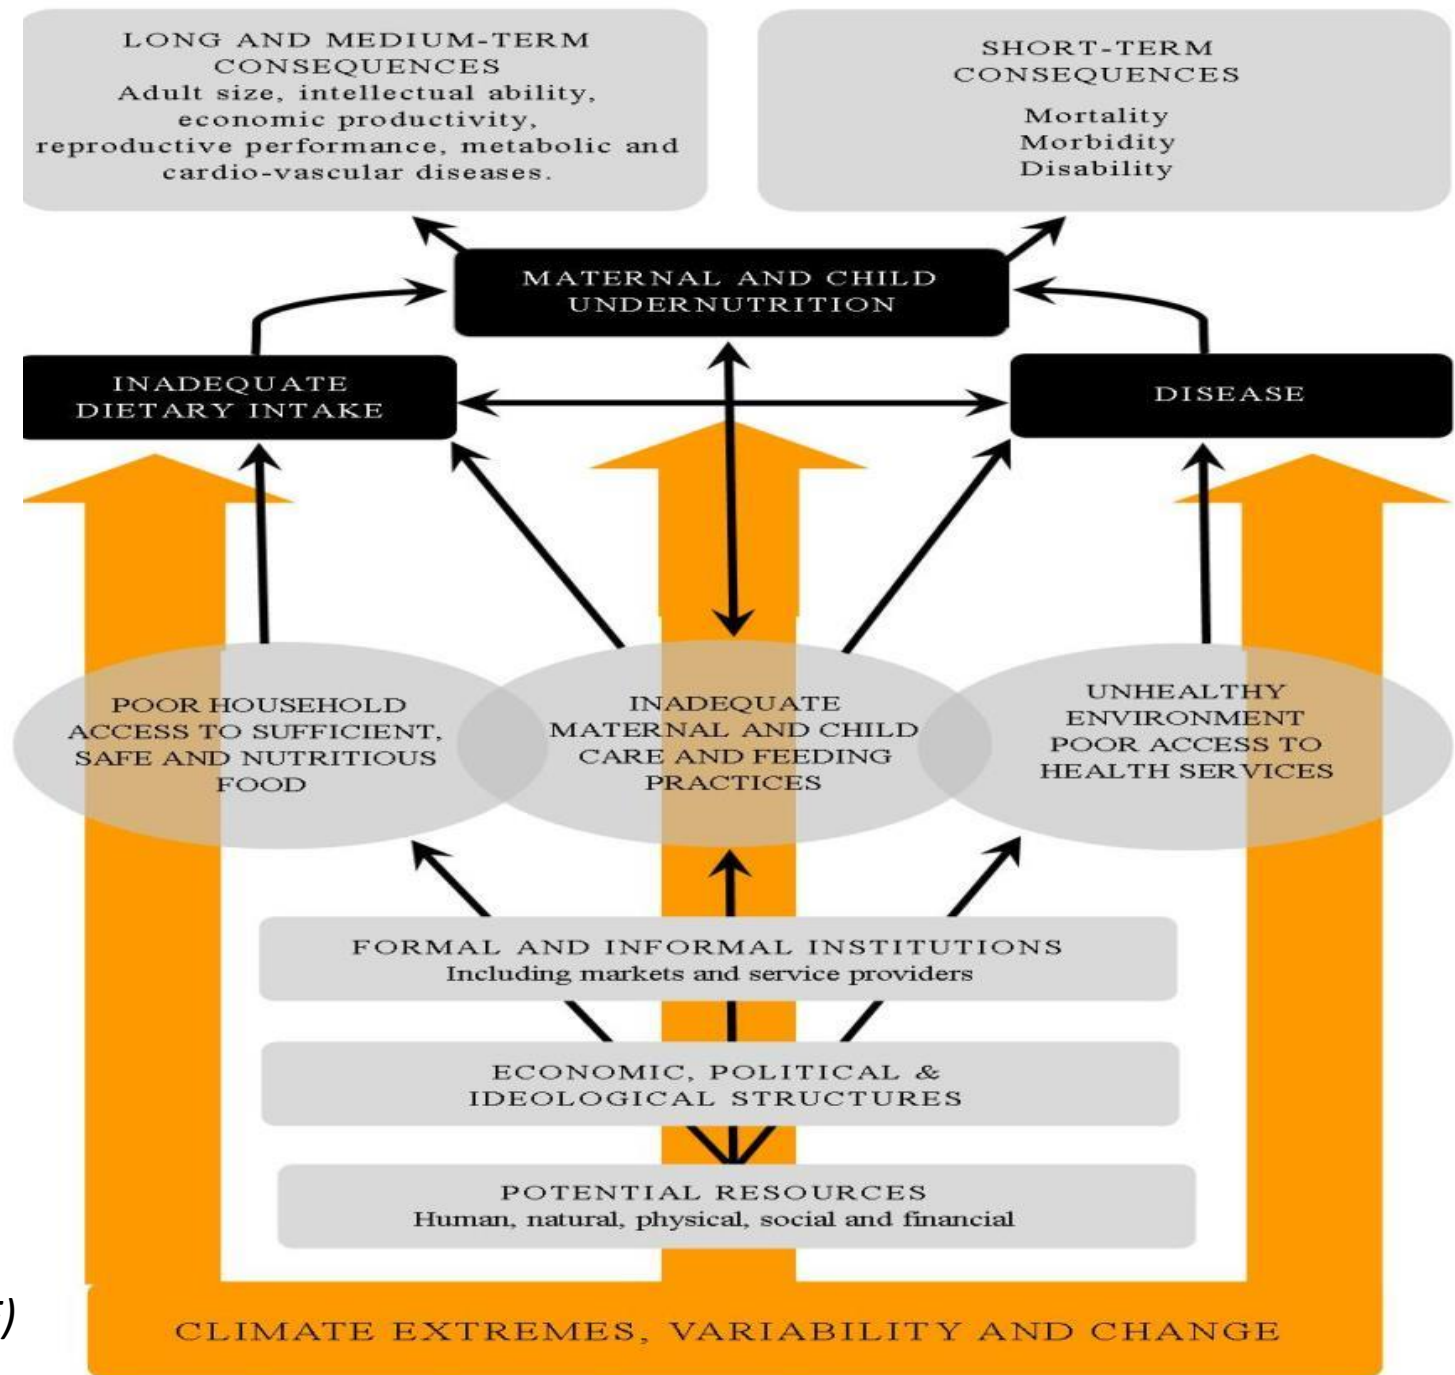 LONG AND MEDIUM-TERM
CONSEQUENCES
Adult size, intellectual ability,
economic productivity,
reproductive performance, metabolic and
cardio-vascular diseases.
SHORT-TERM
CONSEQUENCES
Mortality
Morbidity
Disability
MATERNAL AND CHILD
UNDERNUTRITION
INADEQUATE
DIETARY INTAKE
DISEASE
POOR HOUSEHOLD
ACCESS TO SUFFICIENT,
SAFE AND NUTRITIOUS
FOOD
INADEQUATE
MATERNAL AND CHILD
CARE AND FEEDING
PRACTICES
UNHEALTHY
ENVIRONMENT
POOR ACCESS TO
HEALTH SERVICES
FORMAL AND INFORMAL INSTITUTIONS
Including markets and service providers
ECONOMIC, POLITICAL &
IDEOLOGICAL STRUCTURES
POTENTIAL RESOURCES
Human, natural, physical, social and financial
CLIMATE EXTREMES, VARIABILITY AND CHANGE